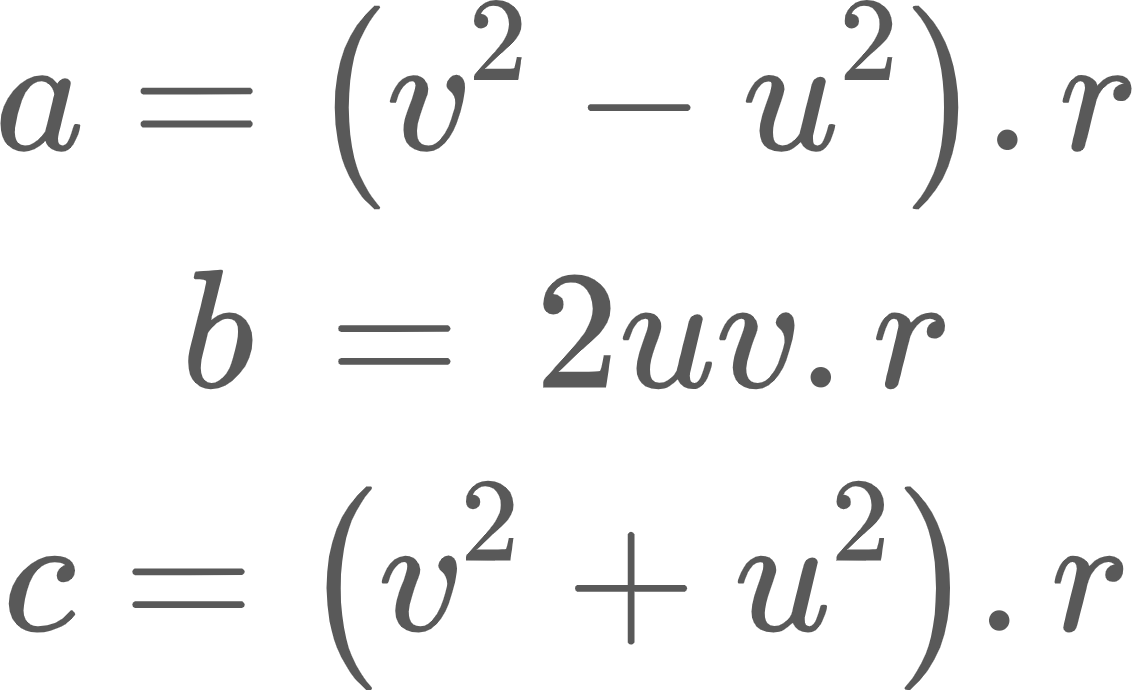 a = (v² − u²) . r
b = 2uv. r
c = (v² + u²) . r